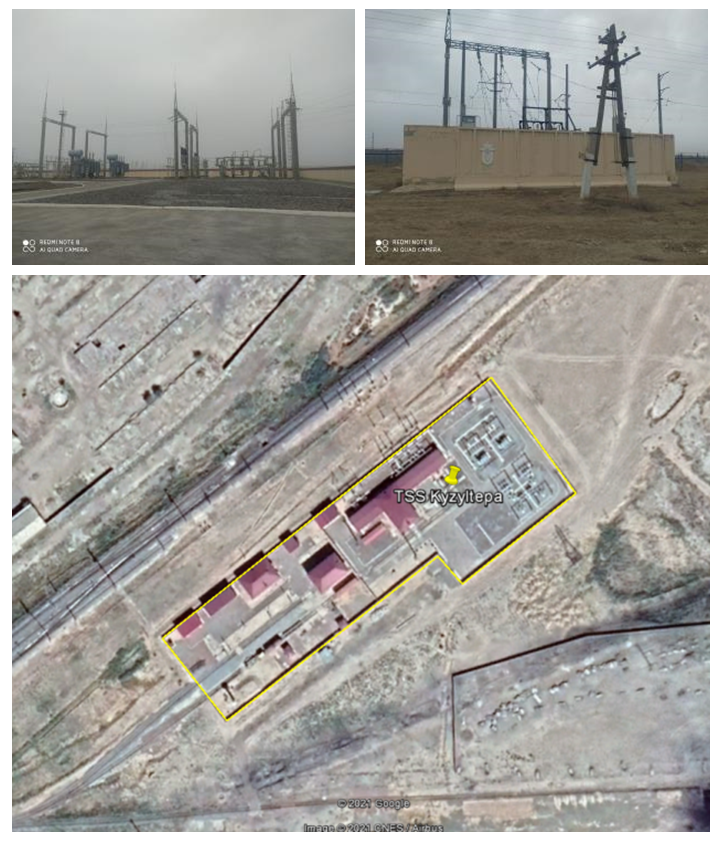 REDMI NOTE 8
AI QUAD CAMERA
REDMI NOTE 8
AI QUAD CAMERA
TSS Kyzyltepa
© 2021 Google
Image © 2021 CNES / Airbus